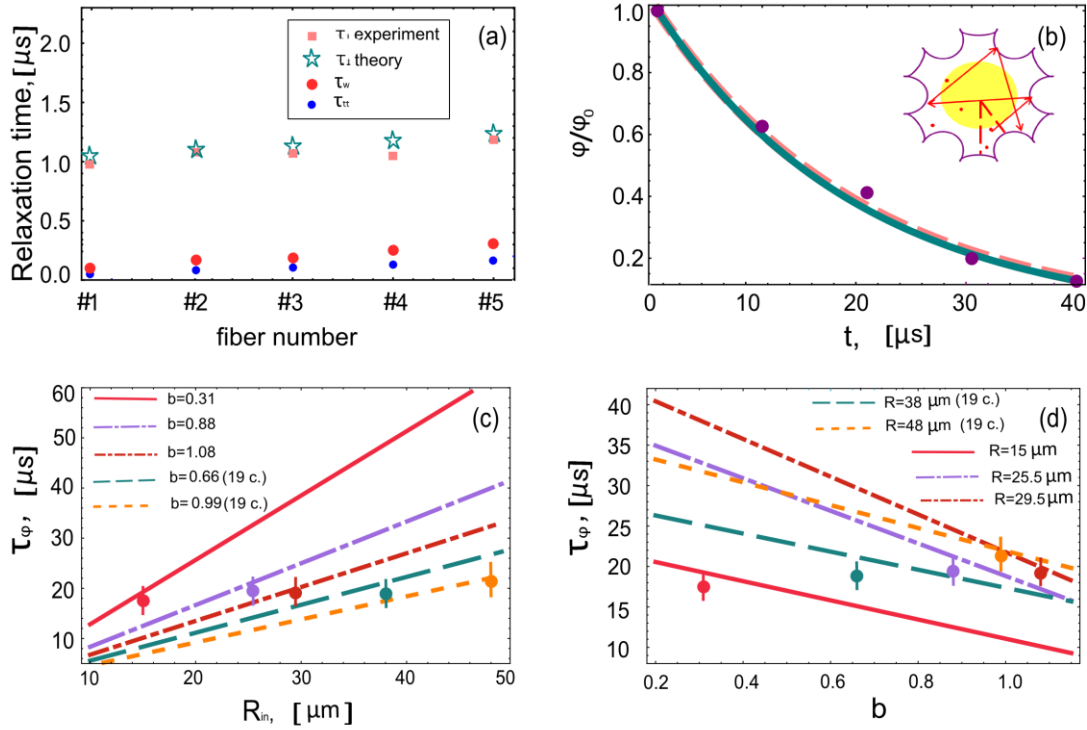 (a)
τ⊥ experiment
τ⊥ theory
τw
τtt
Relaxation time, [μs]
2.0
1.5
1.0
0.5
0.0
#1 #2 #3 #4 #5
fiber number
(b)
φ/φ0
1.0
0.8
0.6
0.4
0.2
0 10 20 30 40
t, [μs]
(c)
b=0.31
b=0.88
b=1.08
b=0.66 (19 c.)
b=0.99 (19 c.)
τφ, [μs]
60
50
40
30
20
10
10 20 30 40 50
Rin, [μm]
(d)
R=38 μm (19 c.)
R=48 μm (19 c.)
R=15 μm
R=25.5 μm
R=29.5 μm
τφ, [μs]
40
35
30
25
20
15
10
0.2 0.4 0.6 0.8 1.0
b